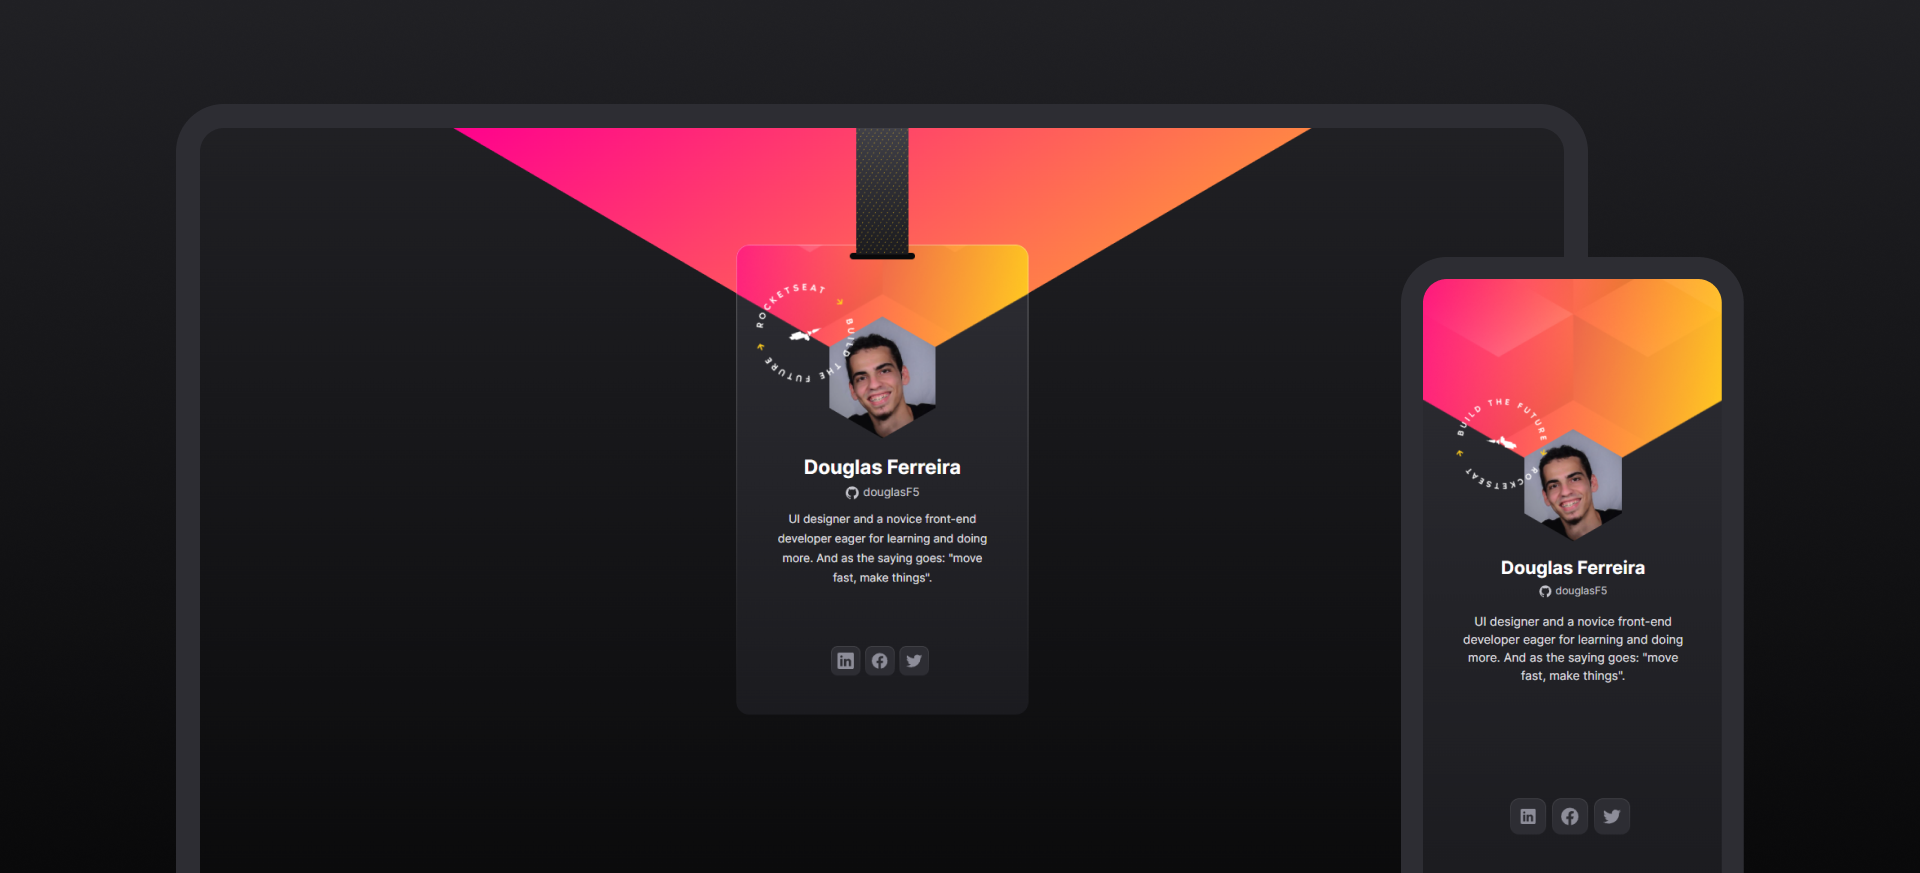 ROCKETSEAT
BUILD THE FUTURE
Douglas Ferreira
douglasF5
UI designer and a novice front-end
developer eager for learning and doing
more. And as the saying goes: "move
fast, make things".
in
BUILD THE FUTURE
ROCKETSEAT
Douglas Ferreira
douglasF5
UI designer and a novice front-end
developer eager for learning and doing
more. And as the saying goes: "move
fast, make things".
in